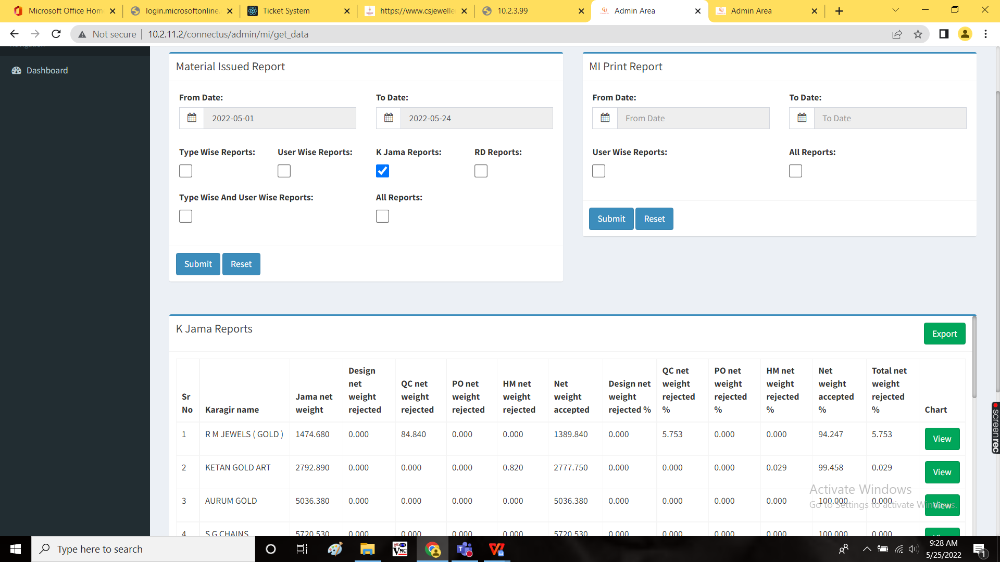 Microsoft Office Hom
login.microsoftonline.
Ticket System
https://www.csjewelle
10.2.3.99
Admin Area
Admin Area
Not secure
10.2.11.2/connectus/admin/mi/get_data
Dashboard
Material Issued Report
From Date:
To Date:
2022-05-01
2022-05-24
Type Wise Reports:
User Wise Reports:
K Jama Reports:
RD Reports:
Type Wise And User Wise Reports:
All Reports:
Submit
Reset
MI Print Report
From Date:
To Date:
From Date
To Date
User Wise Reports:
All Reports:
Submit
Reset
K Jama Reports
Export
Sr No Karagir name Jama net weight Design net weight rejected QC net weight rejected PO net weight rejected HM net weight rejected Net weight accepted Design net weight rejected % QC net weight rejected % PO net weight rejected % HM net weight rejected % Net weight accepted % Total net weight rejected % Chart
1 R M JEWELS ( GOLD ) 1474.680 0.000 84.840 0.000 0.000 1389.840 0.000 5.753 0.000 0.000 94.247 5.753 View
2 KETAN GOLD ART 2792.890 0.000 0.000 0.000 0.820 2777.750 0.000 0.000 0.000 0.029 99.458 0.029 View
3 AURUM GOLD 5036.380 0.000 0.000 0.000 0.000 5036.380 0.000 0.000 0.000 0.000 100.000 0.000 View
4 S G CHAINS 5720.530 0.000 0.000 0.000 0.000 5720.530 0.000 0.000 0.000 0.000 100.000 0.000
Activate Windows
Go to Settings to activate Windows.
screenrec
Type here to search
9:28 AM
5/25/2022
1